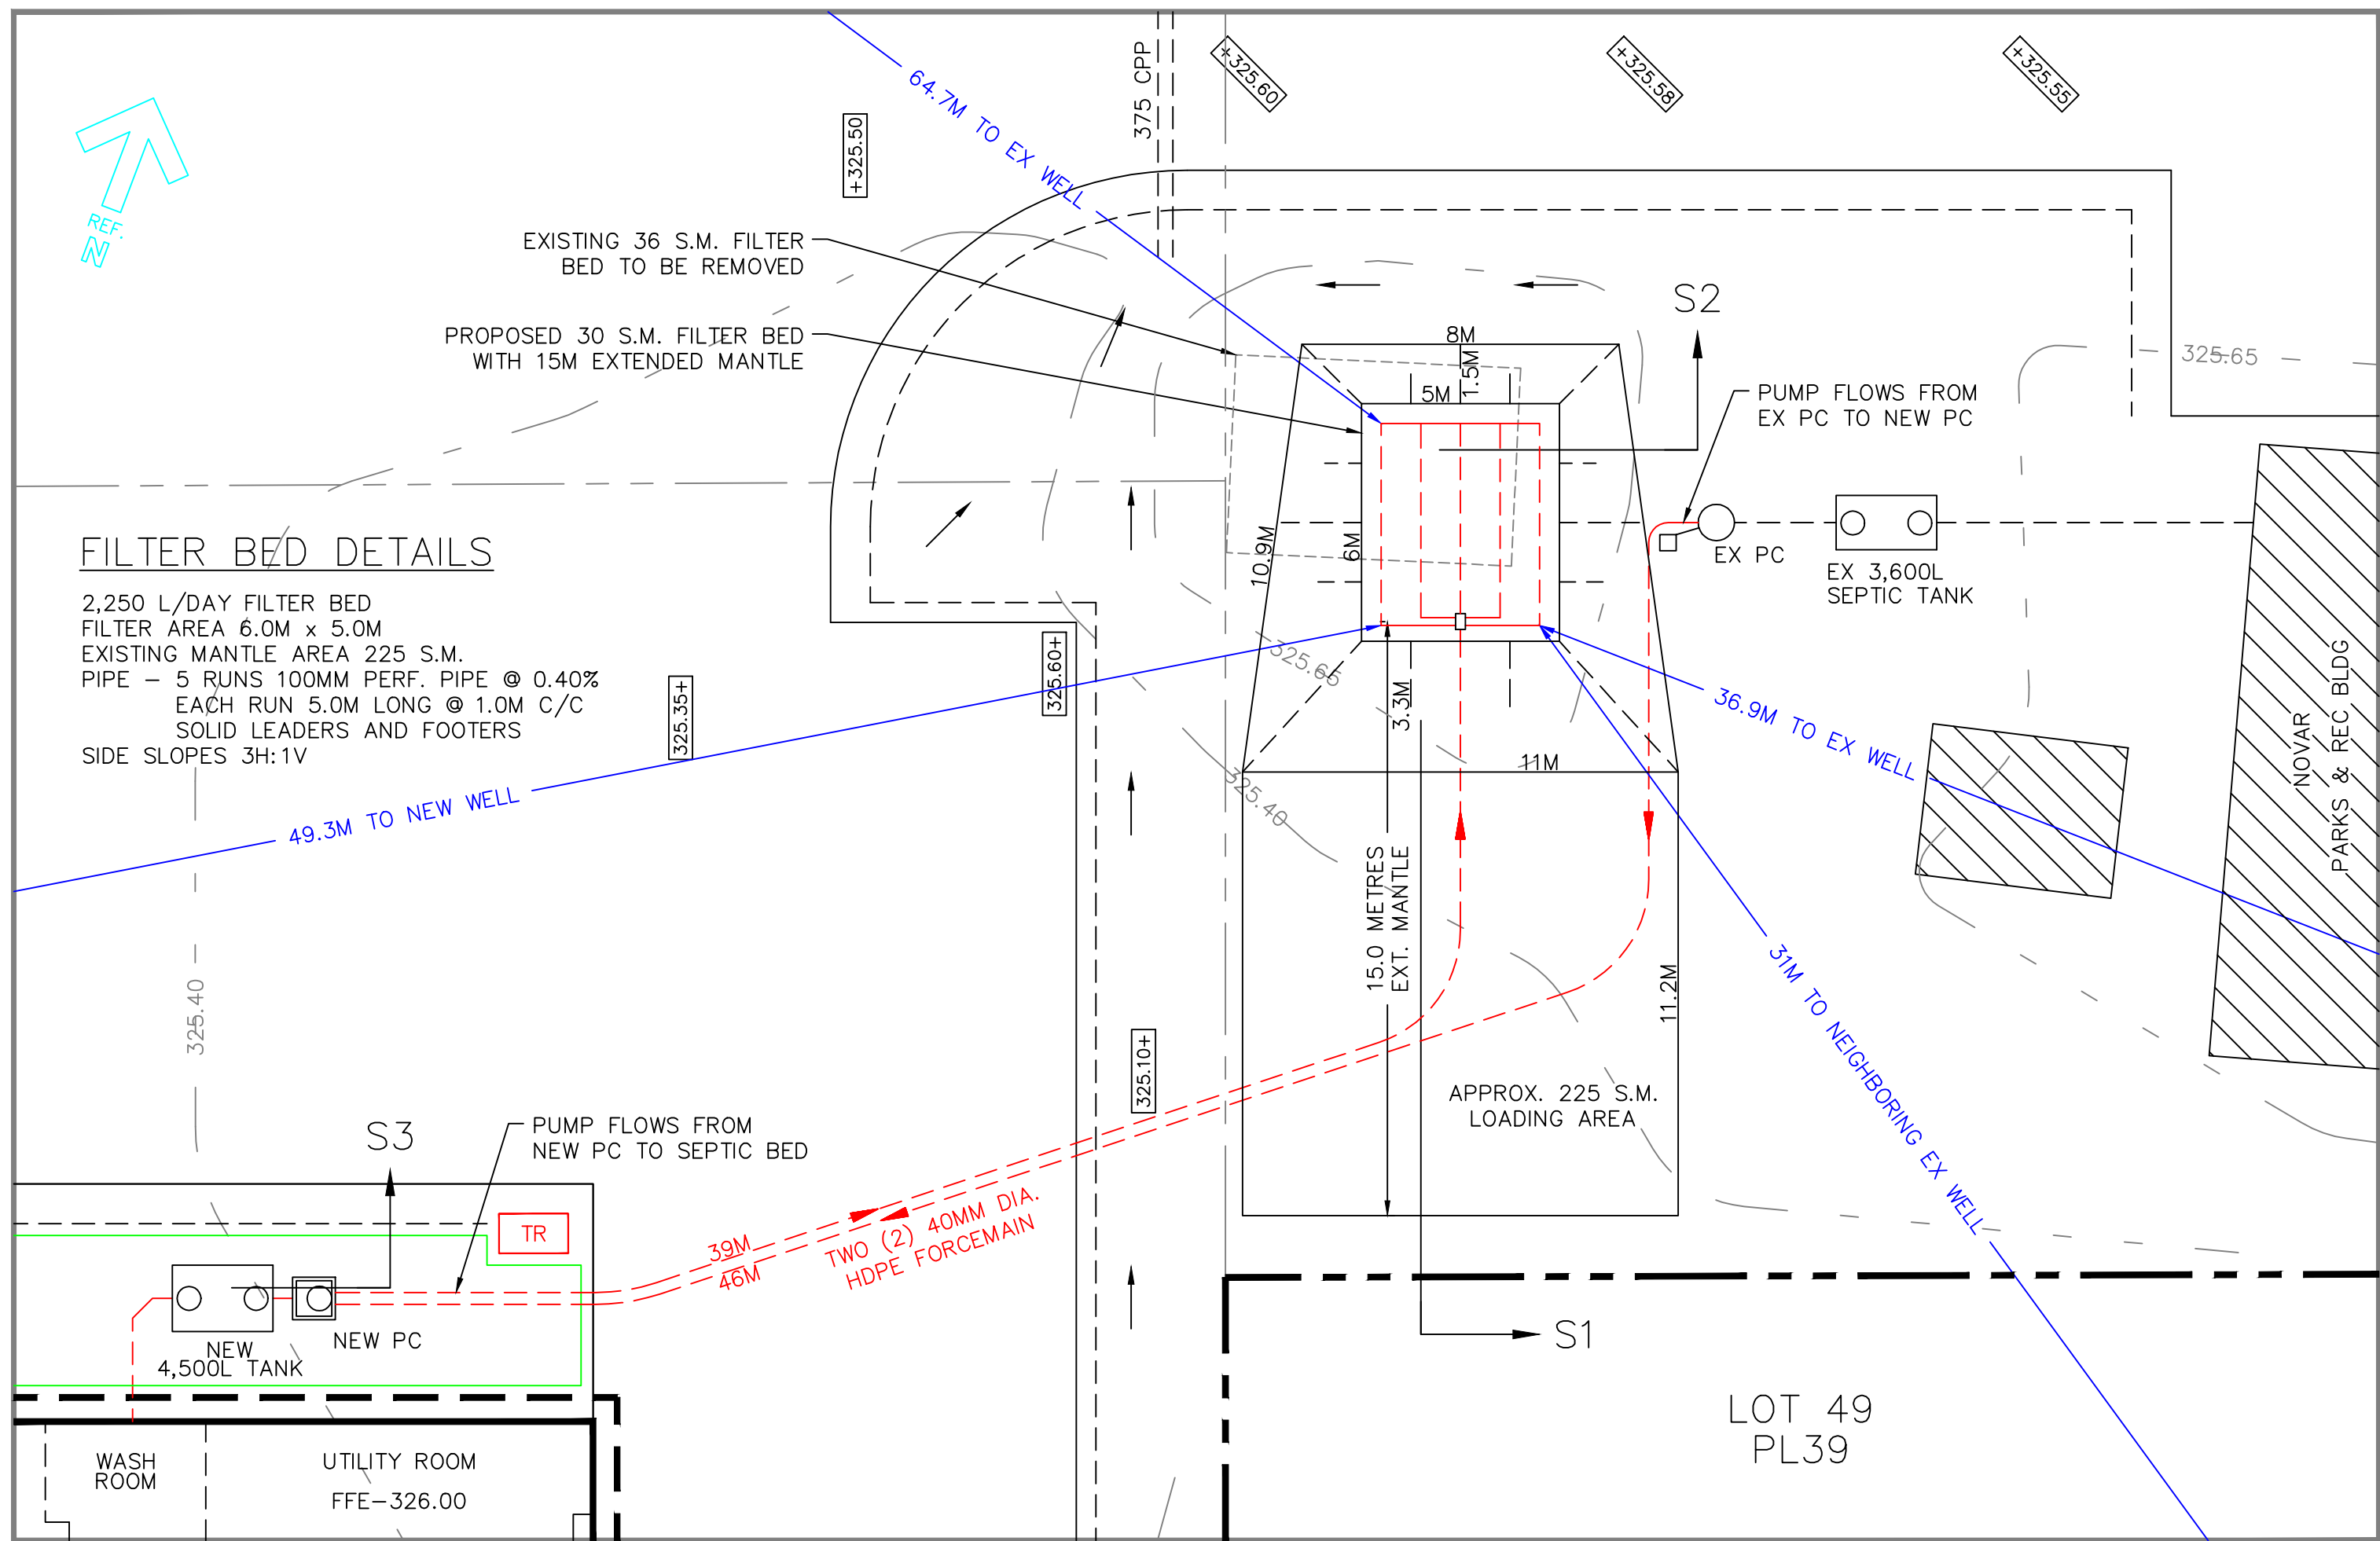 375 CPP
+325.60
+325.58
+325.55
+325.50
64.7M TO EX WELL
REF.
N
EXISTING 36 S.M. FILTER
BED TO BE REMOVED
PROPOSED 30 S.M. FILTER BED
WITH 15M EXTENDED MANTLE
S2
8M
1.5M
5M
325.65
PUMP FLOWS FROM
EX PC TO NEW PC
FILTER BED DETAILS
2,250 L/DAY FILTER BED
FILTER AREA 6.0M x 5.0M
EXISTING MANTLE AREA 225 S.M.
PIPE – 5 RUNS 100MM PERF. PIPE @ 0.40%
EACH RUN 5.0M LONG @ 1.0M C/C
SOLID LEADERS AND FOOTERS
SIDE SLOPES 3H:1V
10.9M
6M
EX PC
EX 3,600L
SEPTIC TANK
325.60+
325.35+
325.65
3.3M
36.9M TO EX WELL
NOVAR
PARKS & REC BLDG
11M
325.40
49.3M TO NEW WELL
15.0 METRES
EXT. MANTLE
11.2M
31M TO NEIGHBORING EX WELL
325.40
325.10+
APPROX. 225 S.M.
LOADING AREA
S3
PUMP FLOWS FROM
NEW PC TO SEPTIC BED
TR
39M
46M
TWO (2) 40MM DIA.
HDPE FORCEMAIN
NEW PC
NEW
4,500L TANK
S1
LOT 49
PL39
WASH
ROOM
UTILITY ROOM
FFE–326.00